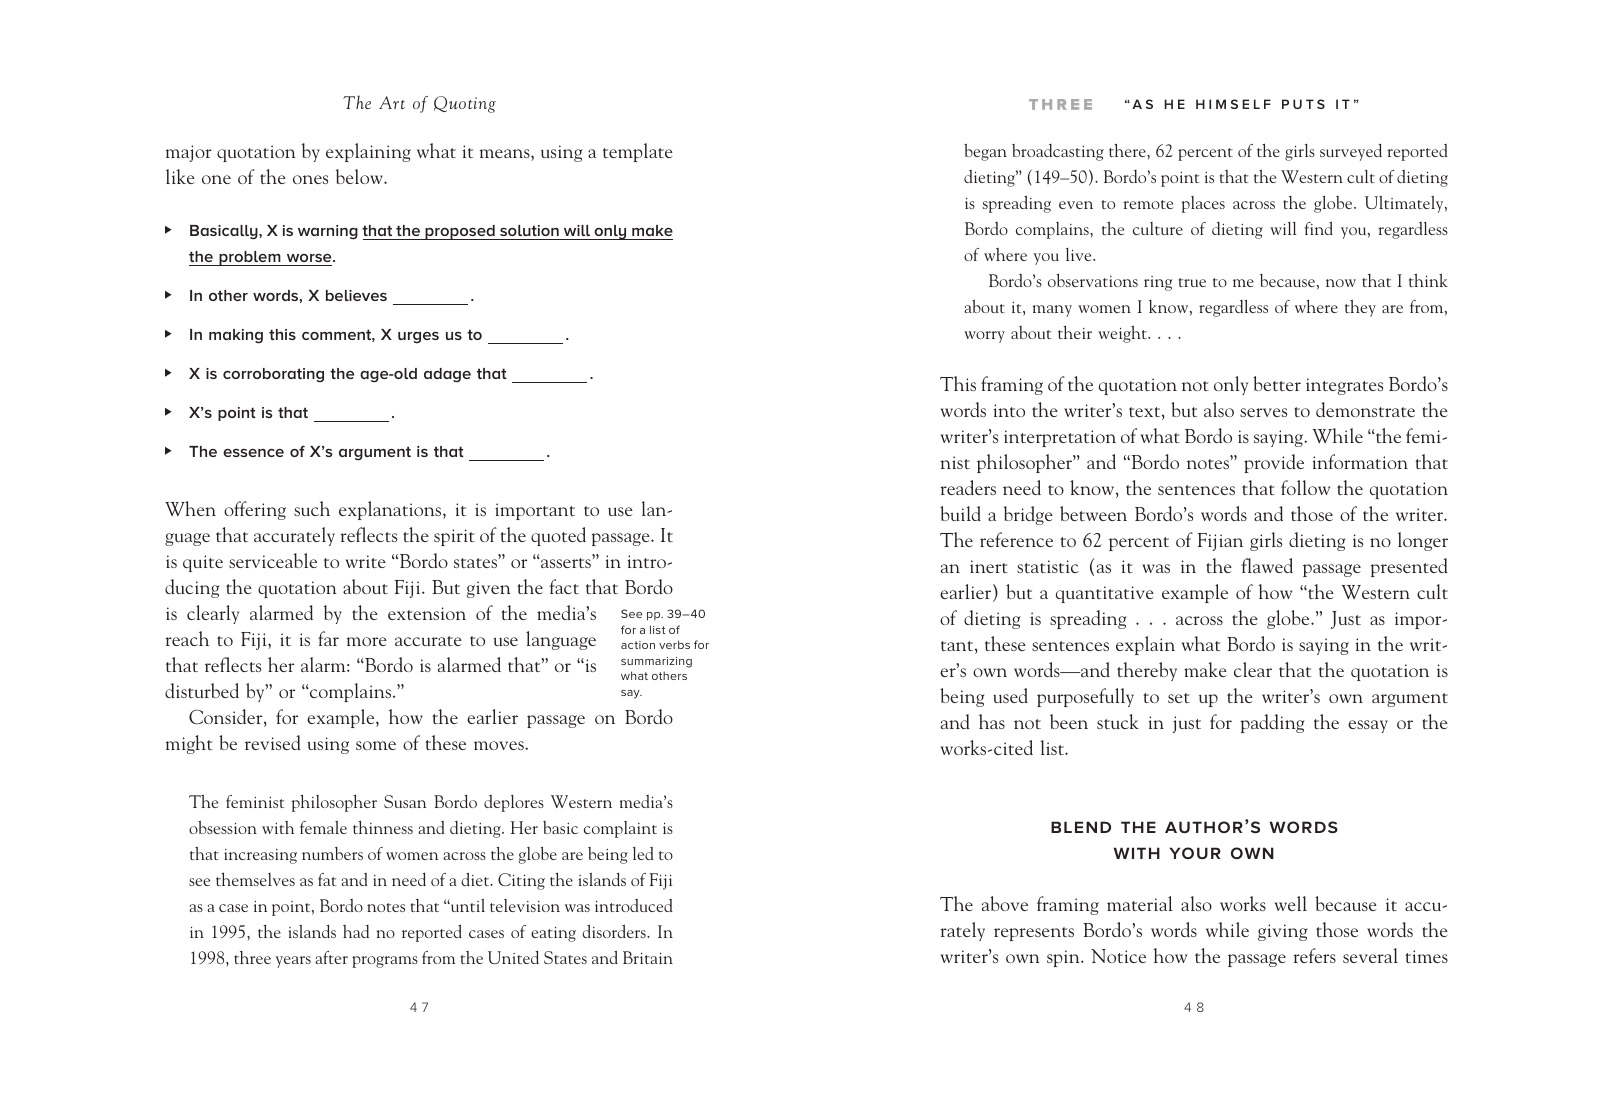 The Art of Quoting
major quotation by explaining what it means, using a template
like one of the ones below.
▸ Basically, X is warning that the proposed solution will only make
the problem worse.
▸ In other words, X believes ________.
▸ In making this comment, X urges us to ________.
▸ X is corroborating the age-old adage that ________.
▸ X’s point is that ________.
▸ The essence of X’s argument is that ________.
When offering such explanations, it is important to use lan-
guage that accurately reflects the spirit of the quoted passage. It
is quite serviceable to write “Bordo states” or “asserts” in intro-
ducing the quotation about Fiji. But given the fact that Bordo
is clearly alarmed by the extension of the media’s
reach to Fiji, it is far more accurate to use language
that reflects her alarm: “Bordo is alarmed that” or “is
disturbed by” or “complains.”
See pp. 39–40
for a list of
action verbs for
summarizing
what others
say.
Consider, for example, how the earlier passage on Bordo
might be revised using some of these moves.
The feminist philosopher Susan Bordo deplores Western media’s
obsession with female thinness and dieting. Her basic complaint is
that increasing numbers of women across the globe are being led to
see themselves as fat and in need of a diet. Citing the islands of Fiji
as a case in point, Bordo notes that “until television was introduced
in 1995, the islands had no reported cases of eating disorders. In
1998, three years after programs from the United States and Britain
47
THREE “AS HE HIMSELF PUTS IT”
began broadcasting there, 62 percent of the girls surveyed reported
dieting” (149–50). Bordo’s point is that the Western cult of dieting
is spreading even to remote places across the globe. Ultimately,
Bordo complains, the culture of dieting will find you, regardless
of where you live.
Bordo’s observations ring true to me because, now that I think
about it, many women I know, regardless of where they are from,
worry about their weight. . . .
This framing of the quotation not only better integrates Bordo’s
words into the writer’s text, but also serves to demonstrate the
writer’s interpretation of what Bordo is saying. While “the femi-
nist philosopher” and “Bordo notes” provide information that
readers need to know, the sentences that follow the quotation
build a bridge between Bordo’s words and those of the writer.
The reference to 62 percent of Fijian girls dieting is no longer
an inert statistic (as it was in the flawed passage presented
earlier) but a quantitative example of how “the Western cult
of dieting is spreading . . . across the globe.” Just as impor-
tant, these sentences explain what Bordo is saying in the writ-
er’s own words—and thereby make clear that the quotation is
being used purposefully to set up the writer’s own argument
and has not been stuck in just for padding the essay or the
works-cited list.
BLEND THE AUTHOR’S WORDS
WITH YOUR OWN
The above framing material also works well because it accu-
rately represents Bordo’s words while giving those words the
writer’s own spin. Notice how the passage refers several times
48